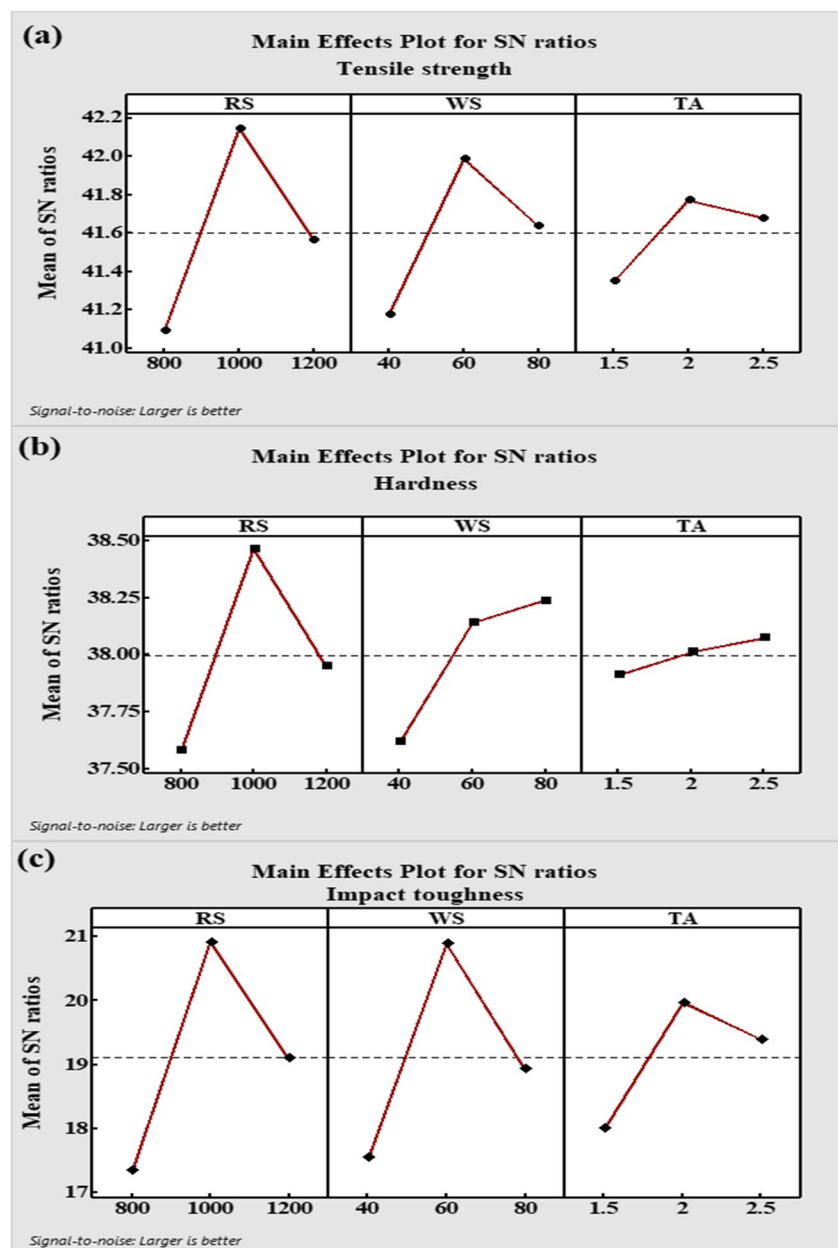 (a)
Main Effects Plot for SN ratios
Tensile strength
RS WS TA
Mean of SN ratios
42.2
42.0
41.8
41.6
41.4
41.2
41.0
800 1000 1200 40 60 80 1.5 2 2.5
Signal-to-noise: Larger is better
(b)
Main Effects Plot for SN ratios
Hardness
RS WS TA
Mean of SN ratios
38.50
38.25
38.00
37.75
37.50
800 1000 1200 40 60 80 1.5 2 2.5
Signal-to-noise: Larger is better
(c)
Main Effects Plot for SN ratios
Impact toughness
RS WS TA
Mean of SN ratios
21
20
19
18
17
800 1000 1200 40 60 80 1.5 2 2.5
Signal-to-noise: Larger is better